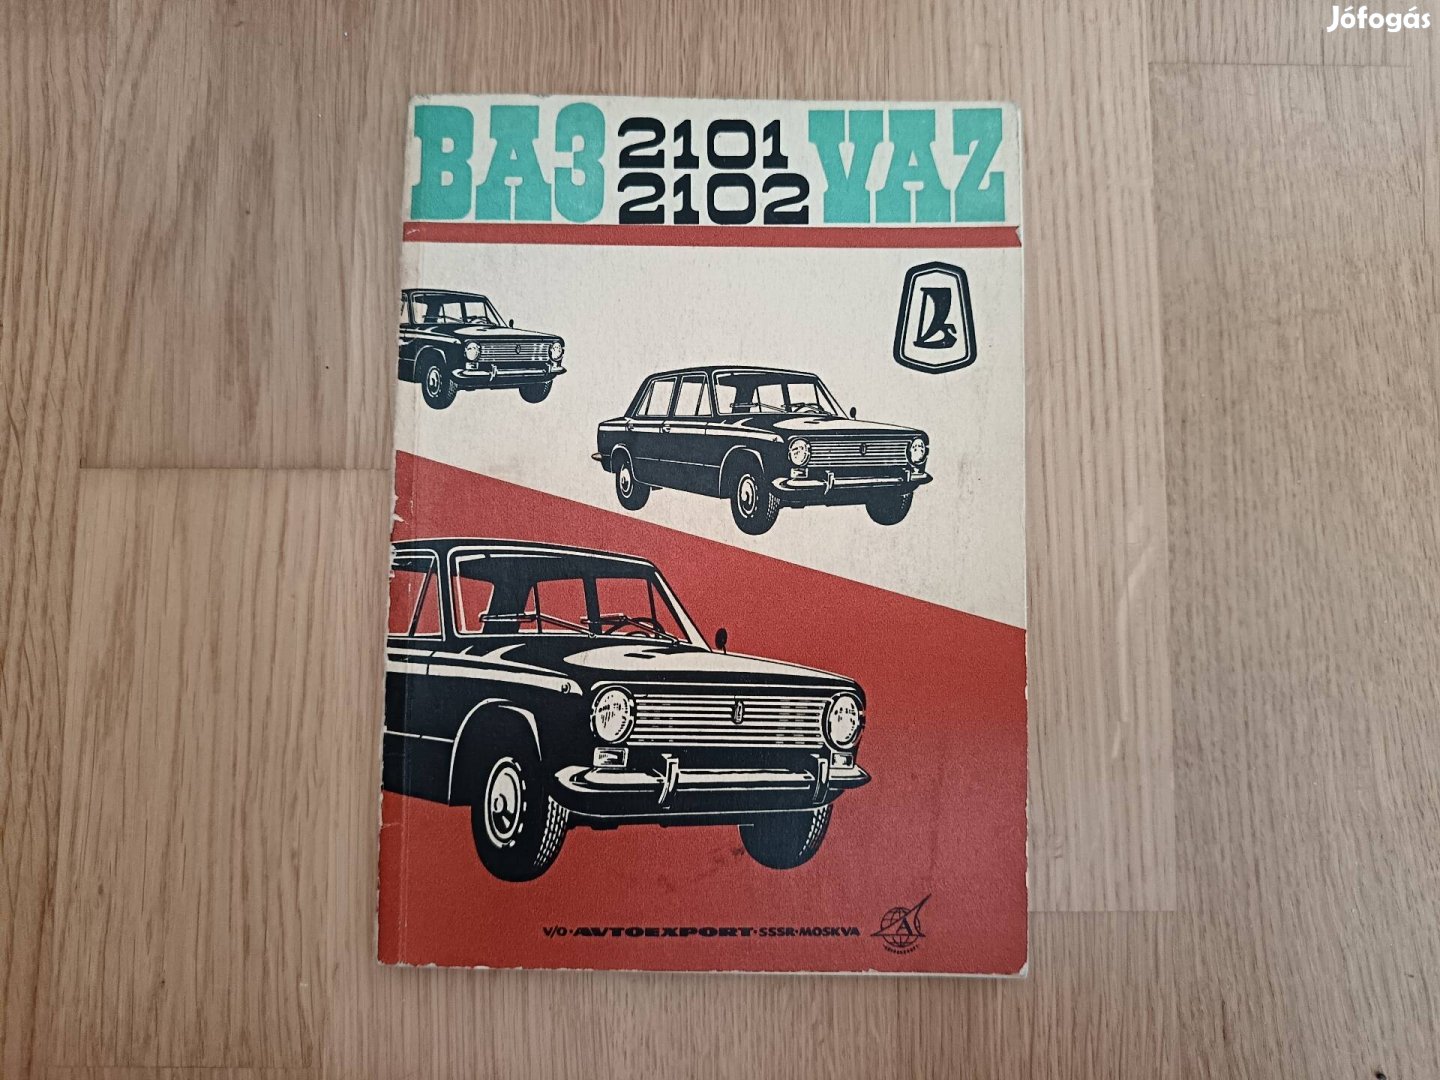 Jófogás
ВАЗ 2101 VAZ
2102
V/O·AVTOEXPORT·SSSR·MOSKVA